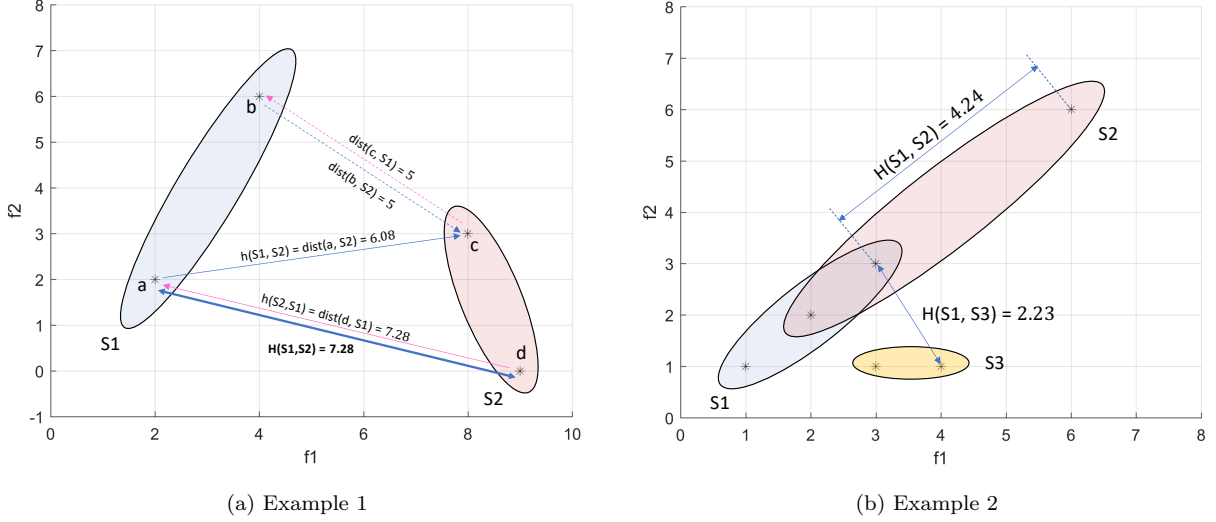 8
7
6
5
4
3
2
1
0
-1
f2
b
dist(c, S1) = 5
dist(b, S2) = 5
c
h(S1, S2) = dist(a, S2) = 6.08
a
h(S2,S1) = dist(d, S1) = 7.28
H(S1,S2) = 7.28
S1
d
S2
0 2 4 6 8 10
f1
(a) Example 1
8
7
6
5
4
3
2
1
0
f2
H(S1, S2) = 4.24
S2
H(S1, S3) = 2.23
S3
S1
0 1 2 3 4 5 6 7 8
f1
(b) Example 2